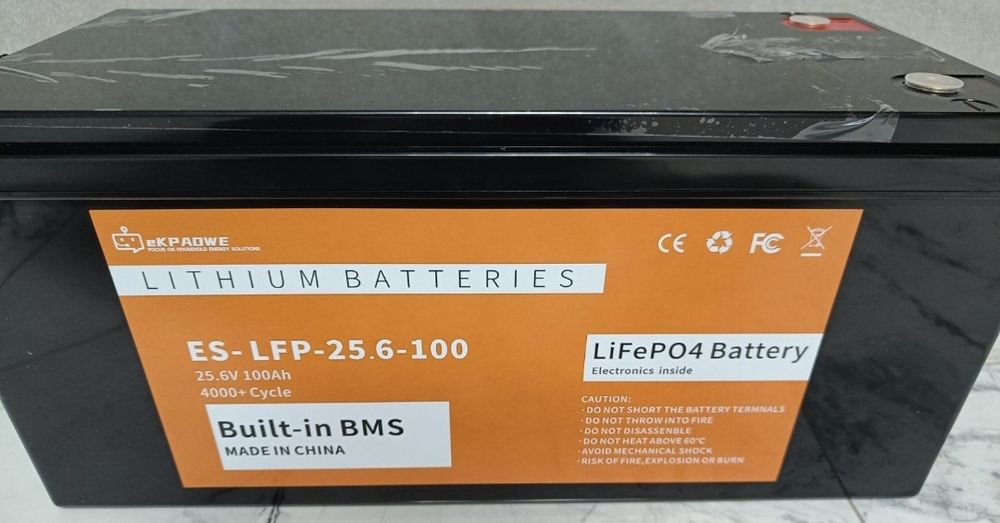 eKPAOWE
FOCUS ON HOUSEHOLD ENERGY SOLUTIONS
CE FC
LITHIUM BATTERIES
ES- LFP-25.6-100
25.6V 100Ah
4000+ Cycle
Built-in BMS
MADE IN CHINA
LiFePO4 Battery
Electronics inside
CAUTION:
· DO NOT SHORT THE BATTERY TERMNALS
· DO NOT THROW INTO FIRE
· DO NOT DISASSENBLE
· DO NOT HEAT ABOVE 60°C
· AVOID MECHANICAL SHOCK
· RISK OF FIRE,EXPLOSION OR BURN